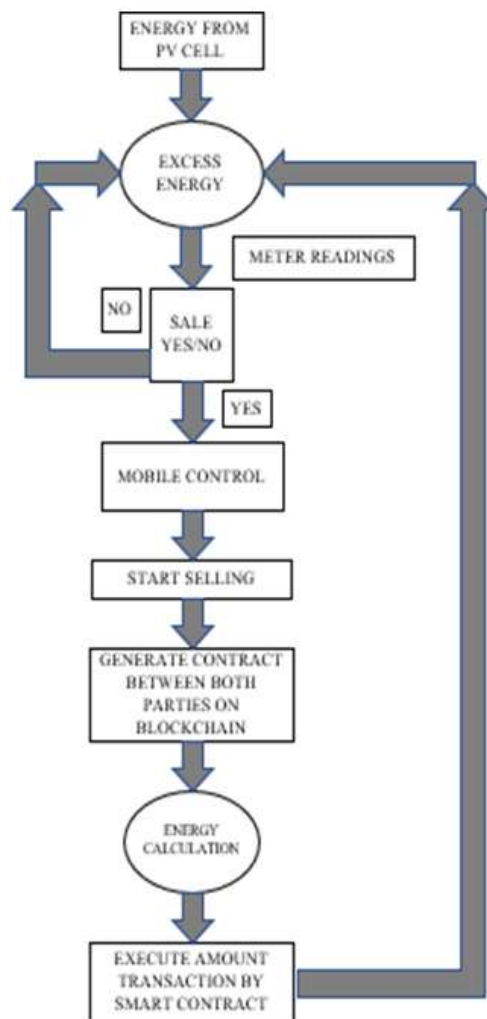 ENERGY FROM
PV CELL
EXCESS
ENERGY
METER READINGS
NO
SALE
YES/NO
YES
MOBILE CONTROL
START SELLING
GENERATE CONTRACT
BETWEEN BOTH
PARTIES ON
BLOCKCHAIN
ENERGY
CALCULATION
EXECUTE AMOUNT
TRANSACTION BY
SMART CONTRACT